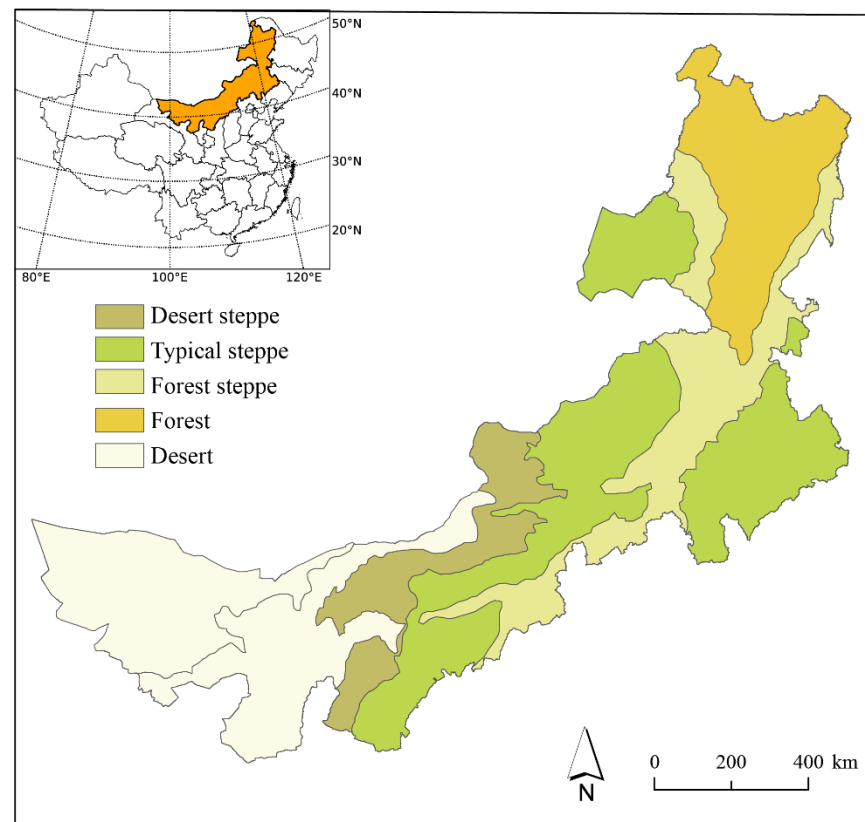 50°N
40°N
30°N
20°N
80°E 100°E 120°E
Desert steppe
Typical steppe
Forest steppe
Forest
Desert
N
0 200 400 km